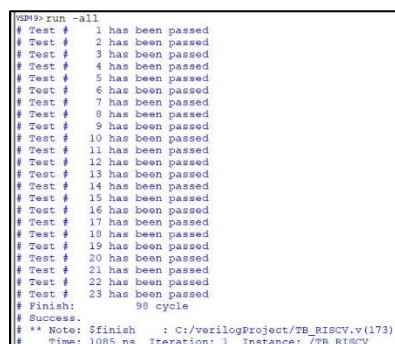 VSIM 9> run -all
# Test # 1 has been passed
# Test # 2 has been passed
# Test # 3 has been passed
# Test # 4 has been passed
# Test # 5 has been passed
# Test # 6 has been passed
# Test # 7 has been passed
# Test # 8 has been passed
# Test # 9 has been passed
# Test # 10 has been passed
# Test # 11 has been passed
# Test # 12 has been passed
# Test # 13 has been passed
# Test # 14 has been passed
# Test # 15 has been passed
# Test # 16 has been passed
# Test # 17 has been passed
# Test # 18 has been passed
# Test # 19 has been passed
# Test # 20 has been passed
# Test # 21 has been passed
# Test # 22 has been passed
# Test # 23 has been passed
# Finish: 98 cycle
# Success.
# ** Note: $finish : C:/verilogProject/TB_RISCV.v(173)
# Time: 1085 ns Iteration: 1 Instance: /TB_RISCV